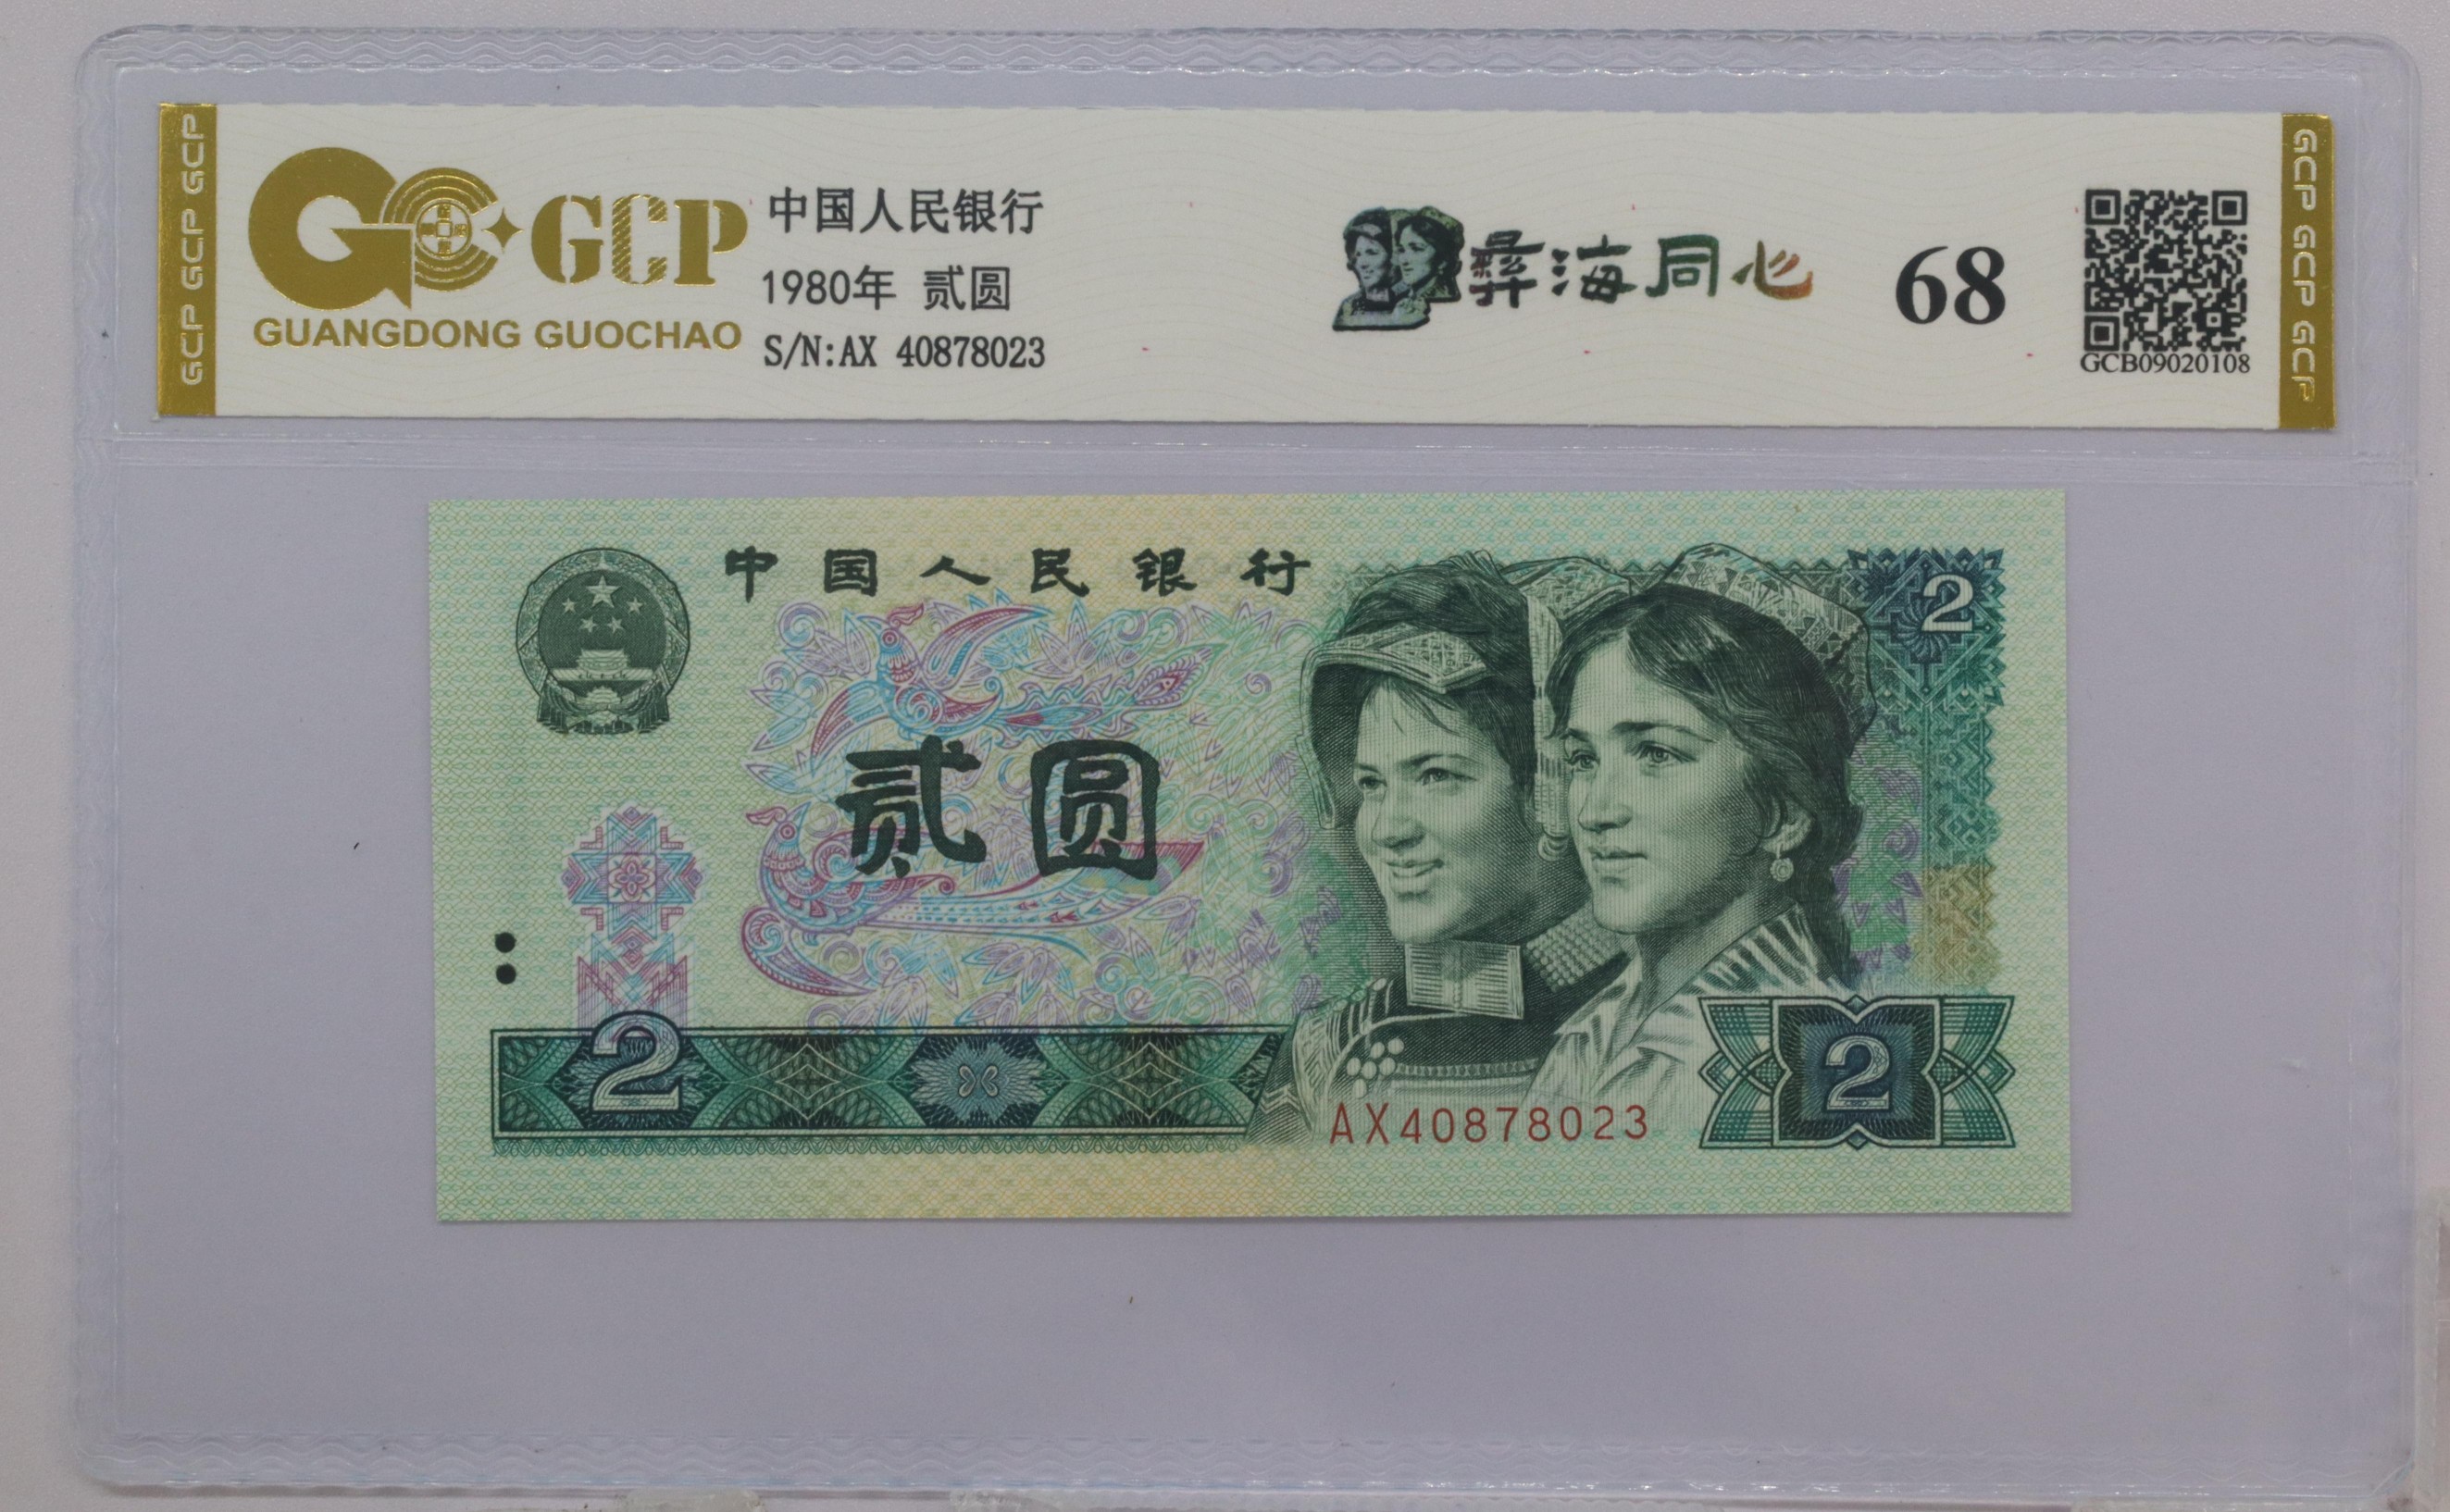 GCP GCP GCP
GCP
GUANGDONG GUOCHAO
中国人民银行
1980年 贰圆
S/N:AX 40878023
彝海同心
68
GCB09020108
GCP GCP GCP
中国人民银行
2
贰圆
2
AX40878023
2